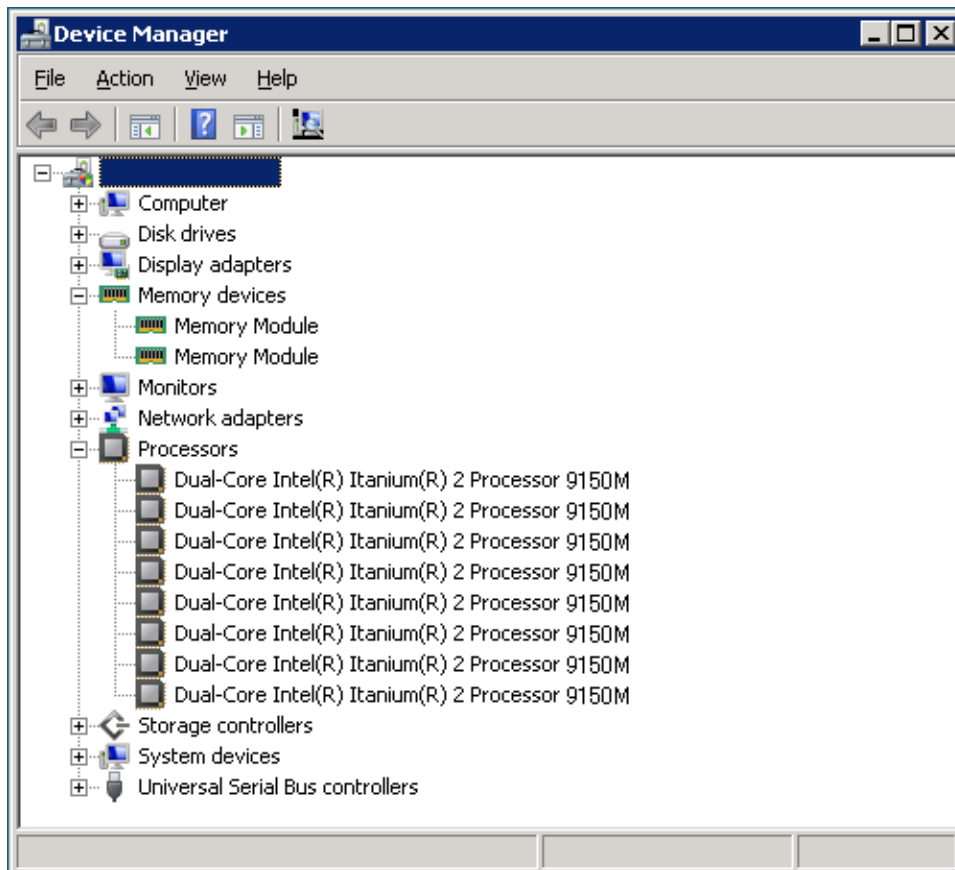 Device Manager
File Action View Help
Computer
Disk drives
Display adapters
Memory devices
Memory Module
Memory Module
Monitors
Network adapters
Processors
Dual-Core Intel(R) Itanium(R) 2 Processor 9150M
Dual-Core Intel(R) Itanium(R) 2 Processor 9150M
Dual-Core Intel(R) Itanium(R) 2 Processor 9150M
Dual-Core Intel(R) Itanium(R) 2 Processor 9150M
Dual-Core Intel(R) Itanium(R) 2 Processor 9150M
Dual-Core Intel(R) Itanium(R) 2 Processor 9150M
Dual-Core Intel(R) Itanium(R) 2 Processor 9150M
Dual-Core Intel(R) Itanium(R) 2 Processor 9150M
Storage controllers
System devices
Universal Serial Bus controllers